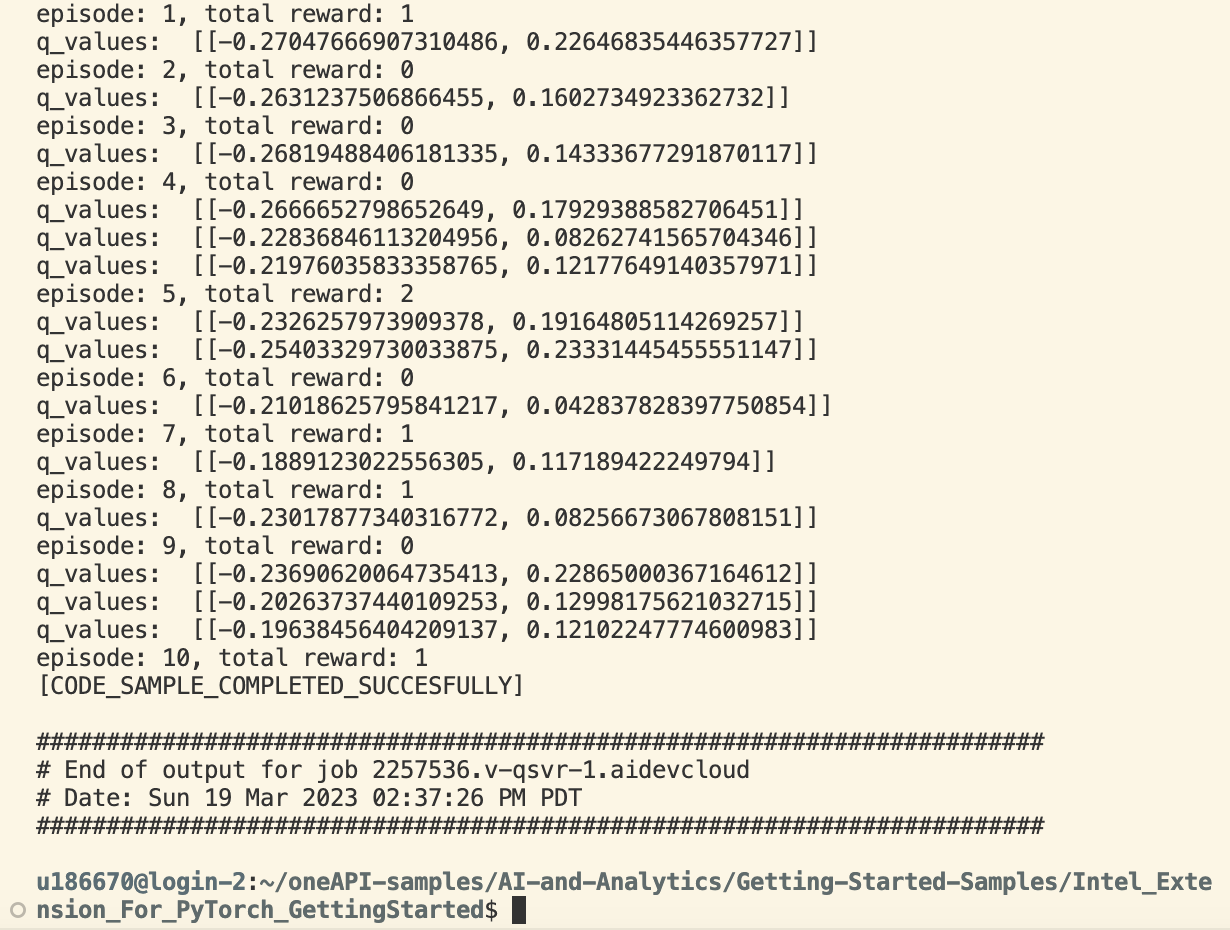 episode: 1, total reward: 1
q_values:  [[-0.27047666907310486, 0.22646835446357727]]
episode: 2, total reward: 0
q_values:  [[-0.2631237506866455, 0.1602734923362732]]
episode: 3, total reward: 0
q_values:  [[-0.26819488406181335, 0.14333677291870117]]
episode: 4, total reward: 0
q_values:  [[-0.2666652798652649, 0.17929388582706451]]
q_values:  [[-0.22836846113204956, 0.08262741565704346]]
q_values:  [[-0.21976035833358765, 0.12177649140357971]]
episode: 5, total reward: 2
q_values:  [[-0.2326257973909378, 0.19164805114269257]]
q_values:  [[-0.25403329730033875, 0.23331445455551147]]
episode: 6, total reward: 0
q_values:  [[-0.21018625795841217, 0.042837828397750854]]
episode: 7, total reward: 1
q_values:  [[-0.1889123022556305, 0.117189422249794]]
episode: 8, total reward: 1
q_values:  [[-0.23017877340316772, 0.08256673067808151]]
episode: 9, total reward: 0
q_values:  [[-0.23690620064735413, 0.22865000367164612]]
q_values:  [[-0.20263737440109253, 0.12998175621032715]]
q_values:  [[-0.19638456404209137, 0.12102247774600983]]
episode: 10, total reward: 1
[CODE_SAMPLE_COMPLETED_SUCCESFULLY]
########################################################################
# End of output for job 2257536.v-qsvr-1.aidevcloud
# Date: Sun 19 Mar 2023 02:37:26 PM PDT
########################################################################
u186670@login-2:~/oneAPI-samples/AI-and-Analytics/Getting-Started-Samples/Intel_Exte
nsion_For_PyTorch_GettingStarted$